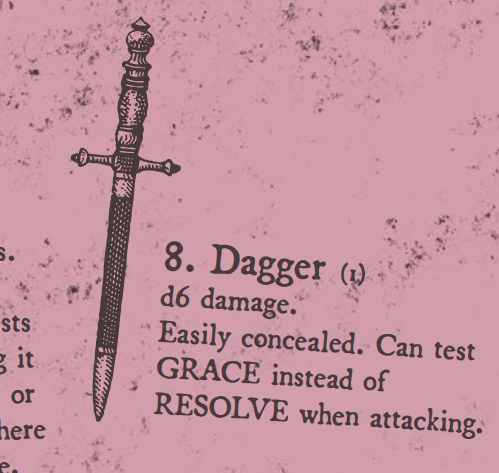 s.
sts
g it
or
here
e.
8. Dagger (1)
d6 damage.
Easily concealed. Can test
GRACE instead of
RESOLVE when attacking.